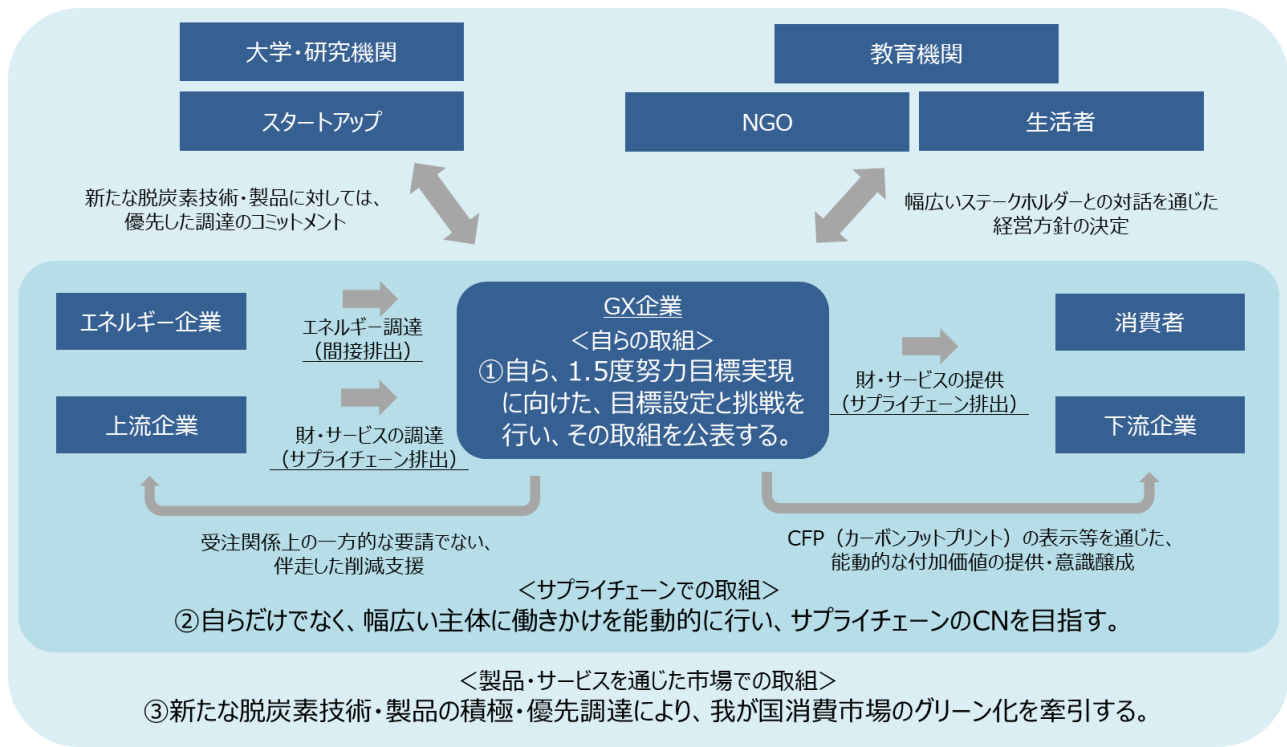 大学・研究機関
スタートアップ
教育機関
NGO
生活者
新たな脱炭素技術・製品に対しては、
優先した調達のコミットメント
幅広いステークホルダーとの対話を通じた
経営方針の決定
エネルギー企業
上流企業
エネルギー調達
（間接排出）
財・サービスの調達
（サプライチェーン排出）
GX企業
＜自らの取組＞
①自ら、1.5度努力目標実現
に向けた、目標設定と挑戦を
行い、その取組を公表する。
財・サービスの提供
（サプライチェーン排出）
消費者
下流企業
受注関係上の一方的な要請でない、
伴走した削減支援
CFP（カーボンフットプリント）の表示等を通じた、
能動的な付加価値の提供・意識醸成
＜サプライチェーンでの取組＞
②自らだけでなく、幅広い主体に働きかけを能動的に行い、サプライチェーンのCNを目指す。
＜製品・サービスを通じた市場での取組＞
③新たな脱炭素技術・製品の積極・優先調達により、我が国消費市場のグリーン化を牽引する。